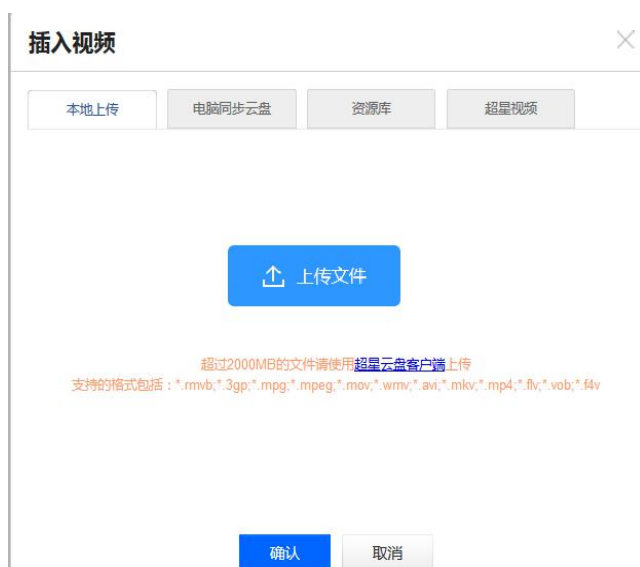 插入视频
本地上传 电脑同步云盘 资源库 超星视频
上传文件
超过2000MB的文件请使用超星云盘客户端上传
支持的格式包括：*.rmvb;*.3gp;*.mpg;*.mpeg;*.mov;*.wmv;*.avi;*.mkv;*.mp4;*.flv;*.vob;*.f4v
确认 取消